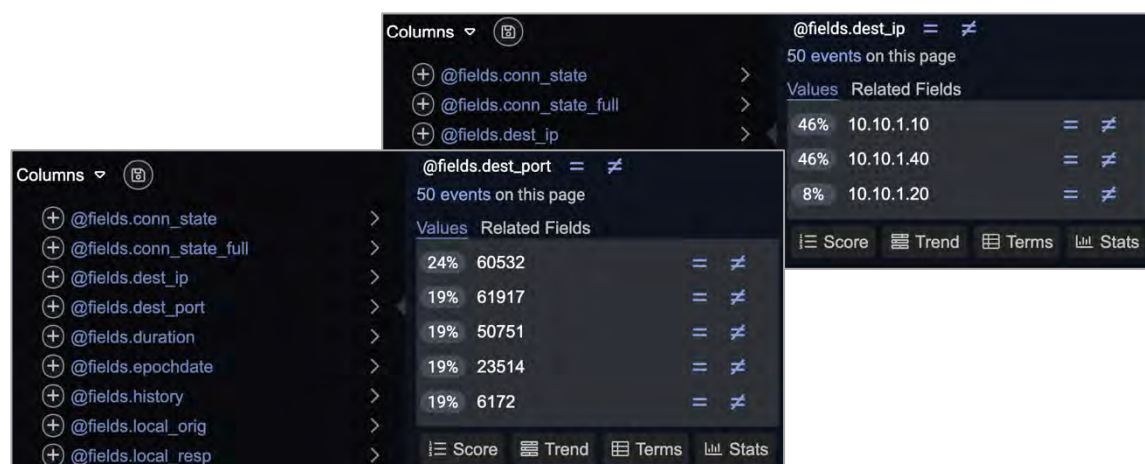 Columns
@fields.conn_state
@fields.conn_state_full
@fields.dest_ip
@fields.dest_ip = ≠
50 events on this page
Values Related Fields
46% 10.10.1.10 = ≠
46% 10.10.1.40 = ≠
8% 10.10.1.20 = ≠
Score Trend Terms Stats
Columns
@fields.conn_state
@fields.conn_state_full
@fields.dest_ip
@fields.dest_port
@fields.duration
@fields.epochdate
@fields.history
@fields.local_orig
@fields.local_resp
@fields.dest_port = ≠
50 events on this page
Values Related Fields
24% 60532 = ≠
19% 61917 = ≠
19% 50751 = ≠
19% 23514 = ≠
19% 6172 = ≠
Score Trend Terms Stats